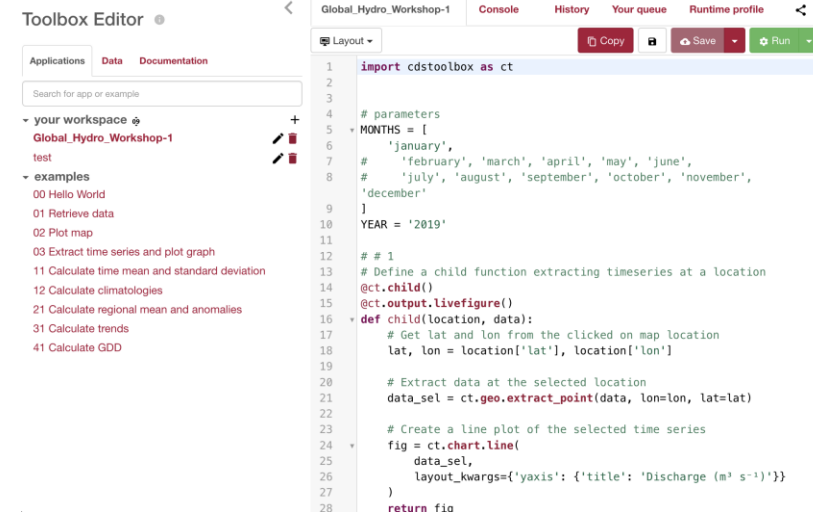 Toolbox Editor
Applications Data Documentation
Search for app or example
your workspace
Global_Hydro_Workshop-1
test
examples
00 Hello World
01 Retrieve data
02 Plot map
03 Extract time series and plot graph
11 Calculate time mean and standard deviation
12 Calculate climatologies
21 Calculate regional mean and anomalies
31 Calculate trends
41 Calculate GDD
Global_Hydro_Workshop-1 Console History Your queue Runtime profile
Layout Copy Save Run
1 import cdstoolbox as ct
2
3
4 # parameters
5 MONTHS = [
6 'january',
7 # 'february', 'march', 'april', 'may', 'june',
8 # 'july', 'august', 'september', 'october', 'november',
'december'
9 ]
10 YEAR = '2019'
11
12 # # 1
13 # Define a child function extracting timeseries at a location
14 @ct.child()
15 @ct.output.livefigure()
16 def child(location, data):
17 # Get lat and lon from the clicked on map location
18 lat, lon = location['lat'], location['lon']
19
20 # Extract data at the selected location
21 data_sel = ct.geo.extract_point(data, lon=lon, lat=lat)
22
23 # Create a line plot of the selected time series
24 fig = ct.chart.line(
25 data_sel,
26 layout_kwargs={'yaxis': {'title': 'Discharge (m³ s⁻¹)'}}
27 )
28 return fig